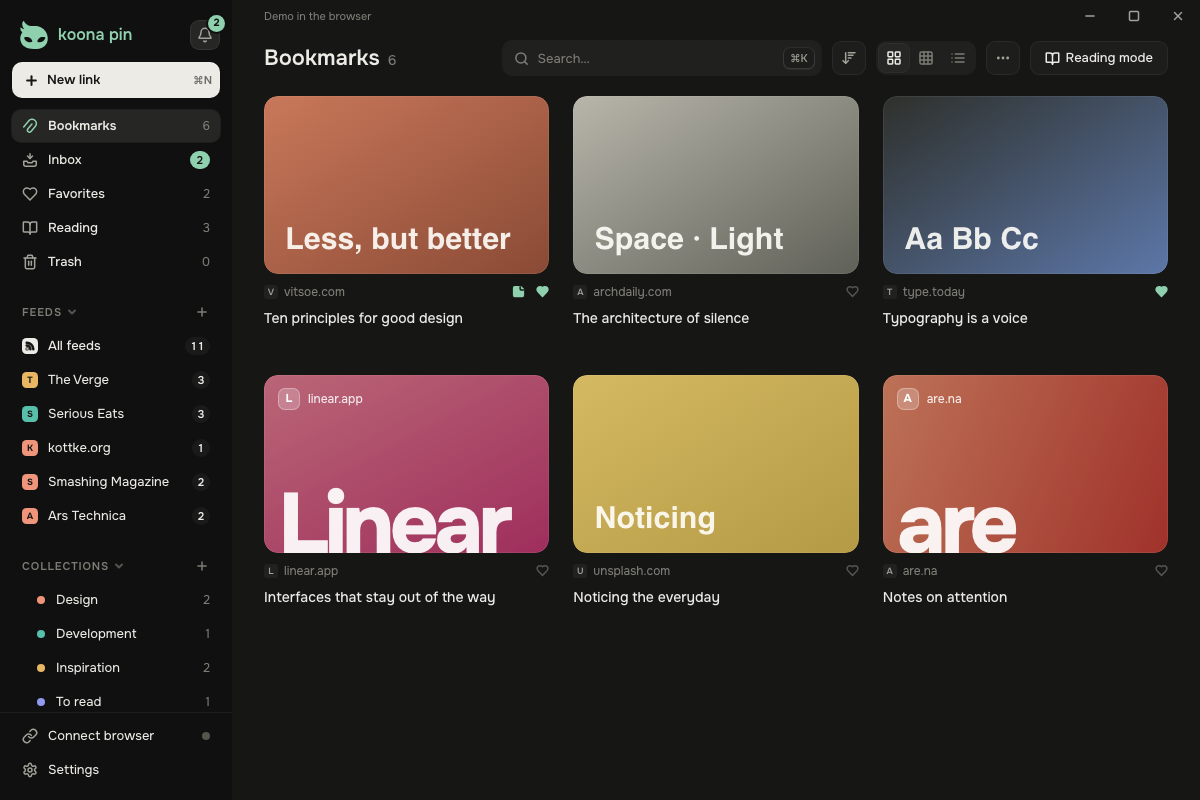 koona pin
2
New link ⌘N
Bookmarks 6
Inbox 2
Favorites 2
Reading 3
Trash 0
FEEDS
All feeds 11
T The Verge 3
S Serious Eats 3
K kottke.org 1
S Smashing Magazine 2
A Ars Technica 2
COLLECTIONS
Design 2
Development 1
Inspiration 2
To read 1
Connect browser
Settings
Demo in the browser
Bookmarks 6
Search... ⌘K
Reading mode
Less, but better
V vitsoe.com
Ten principles for good design
Space · Light
A archdaily.com
The architecture of silence
Aa Bb Cc
T type.today
Typography is a voice
L linear.app
Linear
L linear.app
Interfaces that stay out of the way
Noticing
U unsplash.com
Noticing the everyday
A are.na
are
A are.na
Notes on attention